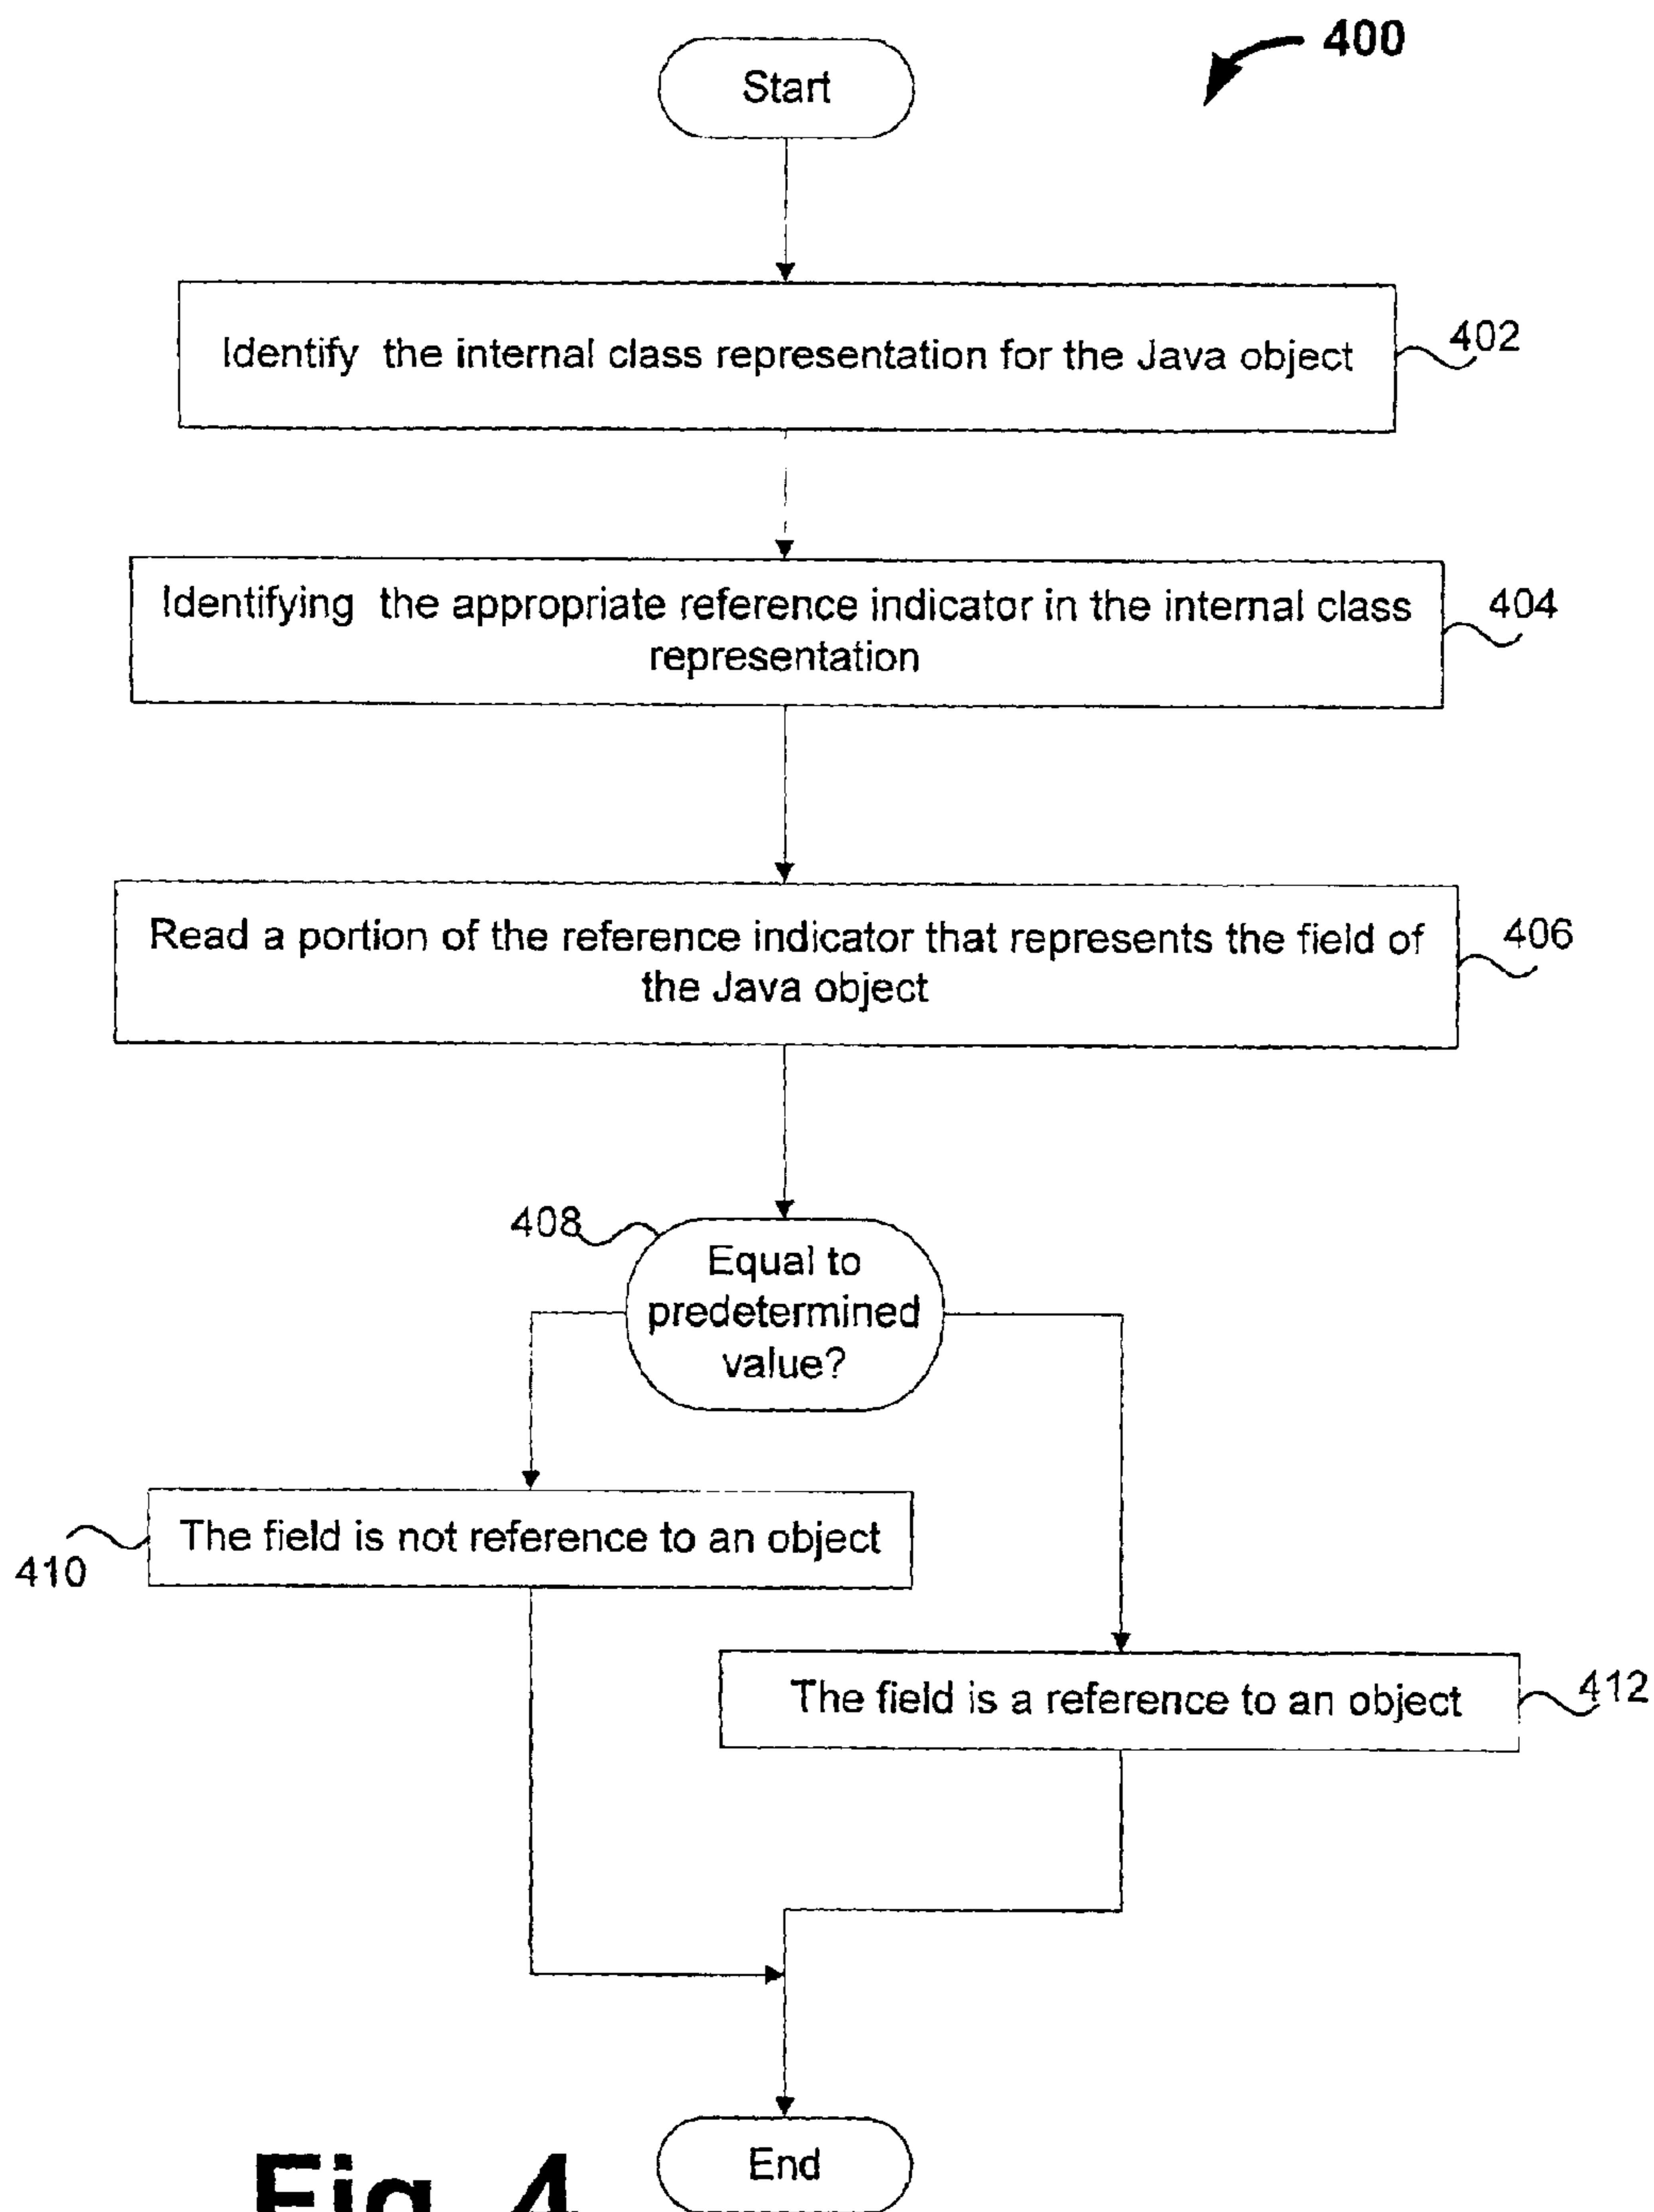 400
Start
Identify the internal class representation for the Java object
402
Identifying the appropriate reference indicator in the internal class
representation
404
Read a portion of the reference indicator that represents the field of
the Java object
406
408
Equal to
predetermined
value?
The field is not reference to an object
410
The field is a reference to an object
412
End
Fig. 4